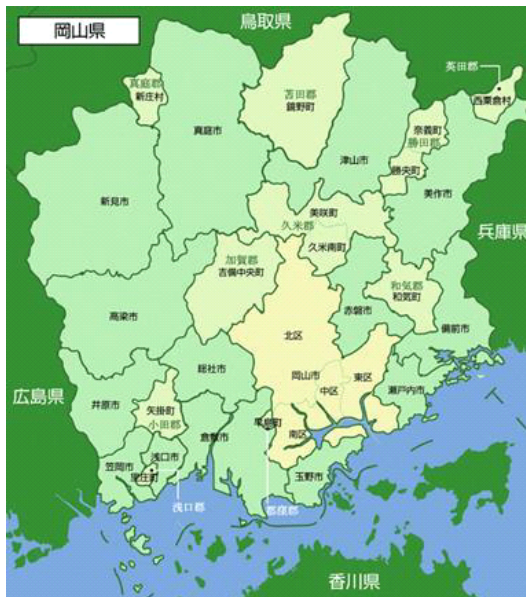 岡山県
鳥取県
英田郡
真庭郡
新庄村
苫田郡
鏡野町
西粟倉村
奈義町
勝田郡
真庭市
津山市
勝央町
美作市
新見市
美咲町
久米郡
久米南町
兵庫県
加賀郡
吉備中央町
和気郡
和気町
高梁市
北区
赤磐市
備前市
総社市
岡山市
東区
中区
瀬戸内市
広島県
井原市
矢掛町
小田郡
倉敷市
早島町
南区
浅口市
笠岡市
里庄町
玉野市
浅口郡
都窪郡
香川県